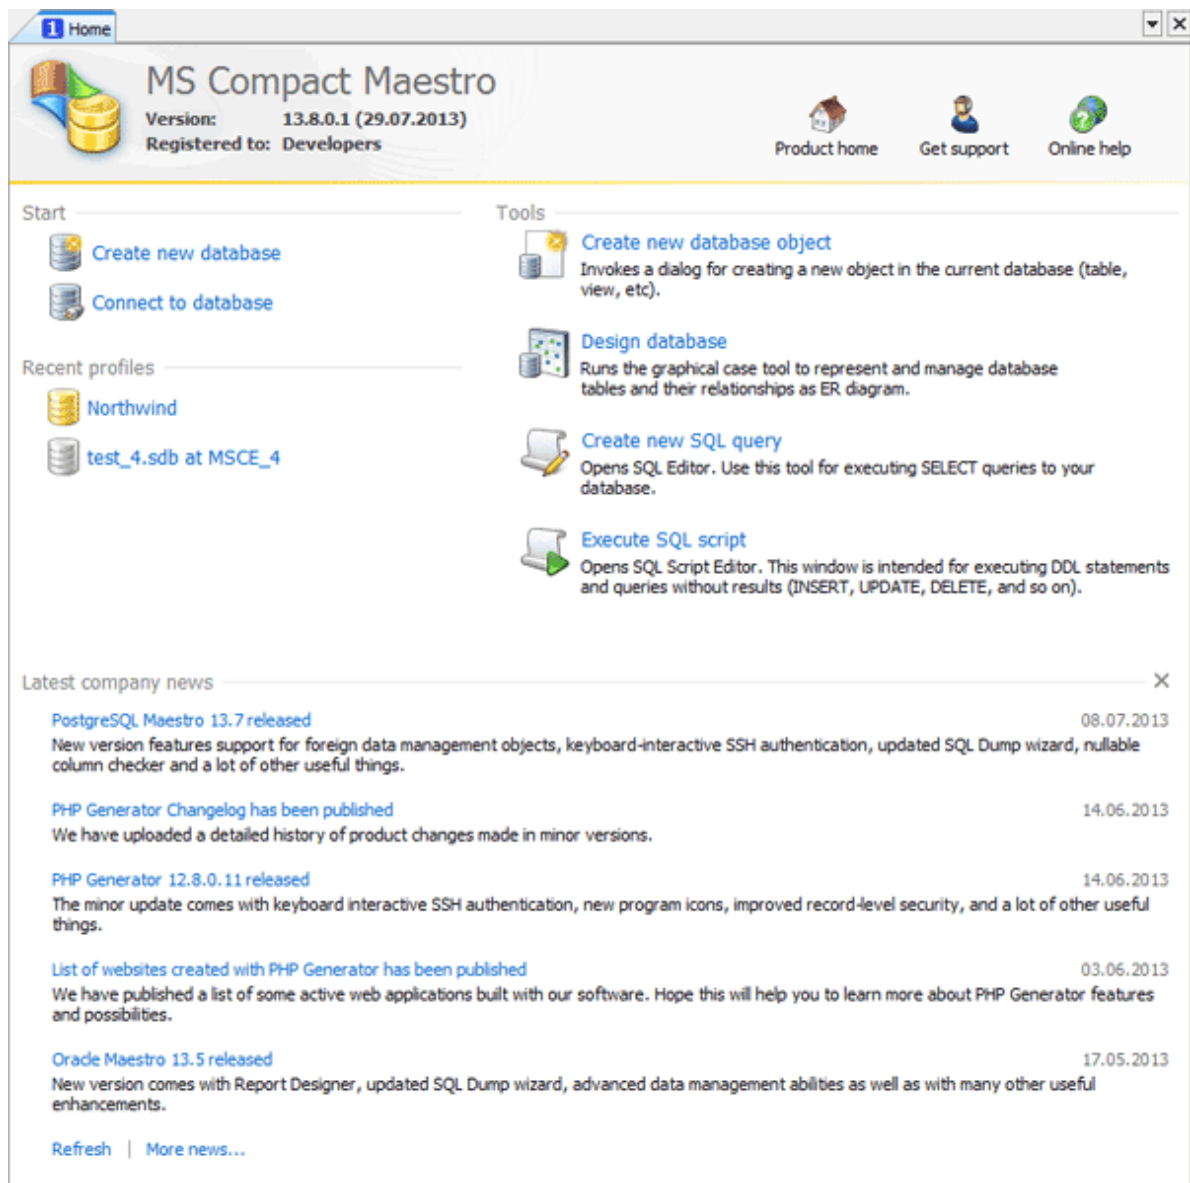 1 Home
MS Compact Maestro
Version: 13.8.0.1 (29.07.2013)
Registered to: Developers
Product home Get support Online help
Start
Create new database
Connect to database
Recent profiles
Northwind
test_4.sdb at MSCE_4
Tools
Create new database object
Invokes a dialog for creating a new object in the current database (table,
view, etc).
Design database
Runs the graphical case tool to represent and manage database
tables and their relationships as ER diagram.
Create new SQL query
Opens SQL Editor. Use this tool for executing SELECT queries to your
database.
Execute SQL script
Opens SQL Script Editor. This window is intended for executing DDL statements
and queries without results (INSERT, UPDATE, DELETE, and so on).
Latest company news
PostgreSQL Maestro 13.7 released 08.07.2013
New version features support for foreign data management objects, keyboard-interactive SSH authentication, updated SQL Dump wizard, nullable
column checker and a lot of other useful things.
PHP Generator Changelog has been published 14.06.2013
We have uploaded a detailed history of product changes made in minor versions.
PHP Generator 12.8.0.11 released 14.06.2013
The minor update comes with keyboard interactive SSH authentication, new program icons, improved record-level security, and a lot of other useful
things.
List of websites created with PHP Generator has been published 03.06.2013
We have published a list of some active web applications built with our software. Hope this will help you to learn more about PHP Generator features
and possibilities.
Oracle Maestro 13.5 released 17.05.2013
New version comes with Report Designer, updated SQL Dump wizard, advanced data management abilities as well as with many other useful
enhancements.
Refresh | More news...